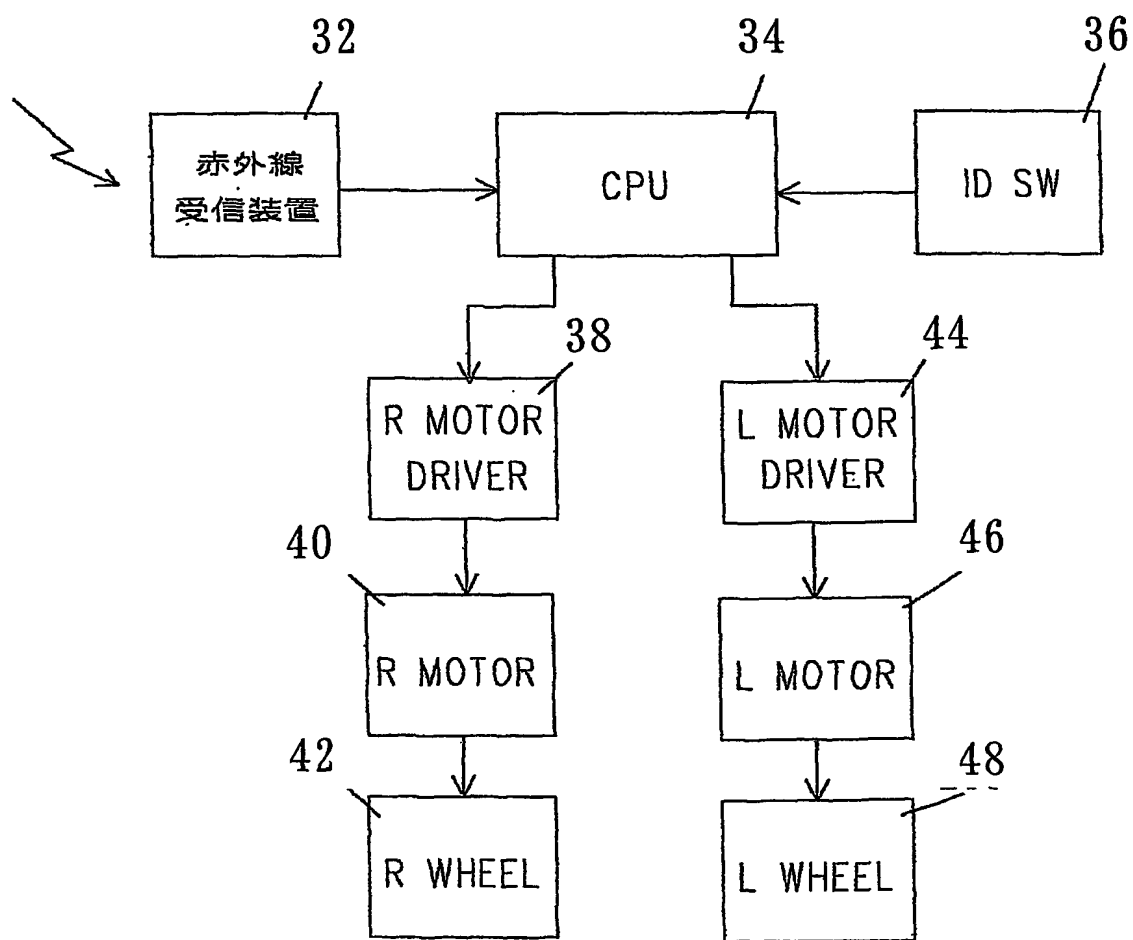 32
34
36
赤外線
受信装置
CPU
ID SW
38
44
R MOTOR
DRIVER
L MOTOR
DRIVER
40
46
R MOTOR
L MOTOR
42
48
R WHEEL
L WHEEL